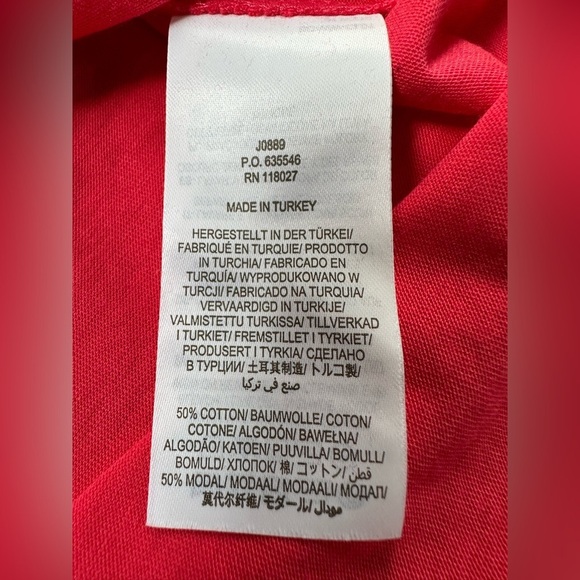 J0889
P.O. 635546
RN 118027
MADE IN TURKEY
HERGESTELLT IN DER TÜRKEI/
FABRIQUÉ EN TURQUIE/ PRODOTTO
IN TURCHIA/ FABRICADO EN
TURQUÍA/ WYPRODUKOWANO W
TURCJI/ FABRICADO NA TURQUIA/
VERVAARDIGD IN TURKIJE/
VALMISTETTU TURKISSA/ TILLVERKAD
I TURKIET/ FREMSTILLET I TYRKIET/
PRODUSERT I TYRKIA/ СДЕЛАНО
В ТУРЦИИ/ 土耳其制造/ トルコ製/
صنع في تركيا
50% COTTON/ BAUMWOLLE/ COTON/
COTONE/ ALGODÓN/ BAWEŁNA/
ALGODÃO/ KATOEN/ PUUVILLA/ BOMULL/
BOMULD/ ХЛОПОК/ 棉/ コットン/ قطن/
50% MODAL/ MODAAL/ MODAALI/ МОДАЛ/
莫代尔纤维/ モダール/ مودال/